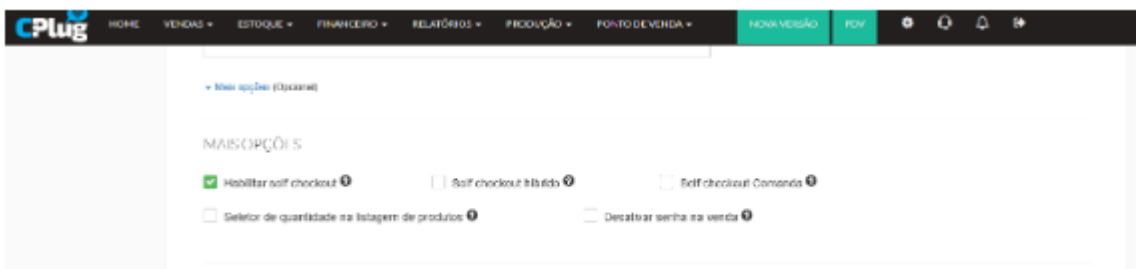 CPlug HOME VENDAS ESTOQUE FINANCEIRO RELATÓRIOS PRODUÇÃO PONTO DE VENDA NOVA VERSÃO PDV
Mais opções (Opcional)
MAIS OPÇÕES
Habilitar self checkout Self checkout híbrido Self checkout Comanda
Seletor de quantidade na listagem de produtos Desativar senha na venda